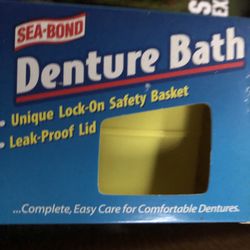 SEA-BOND
Denture Bath
• Unique Lock-On Safety Basket
• Leak-Proof Lid
...Complete, Easy Care for Comfortable Dentures.